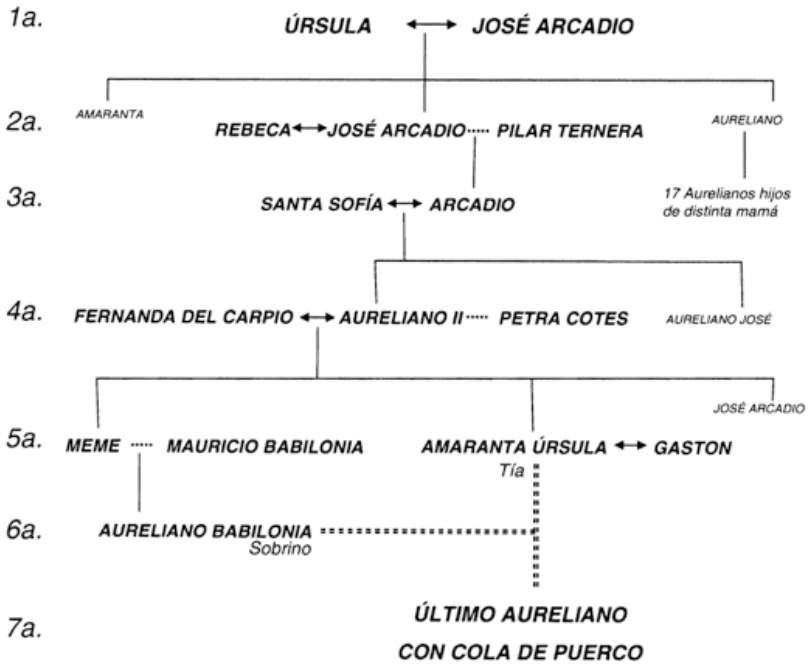 1a.
ÚRSULA JOSÉ ARCADIO
2a.
AMARANTA
REBECA JOSÉ ARCADIO ..... PILAR TERNERA
AURELIANO
3a.
SANTA SOFÍA ARCADIO
17 Aurelianos hijos
de distinta mamá
4a.
FERNANDA DEL CARPIO AURELIANO II ..... PETRA COTES
AURELIANO JOSÉ
JOSÉ ARCADIO
5a.
MEME ..... MAURICIO BABILONIA
AMARANTA ÚRSULA GASTON
Tía
6a.
AURELIANO BABILONIA
Sobrino
7a.
ÚLTIMO AURELIANO
CON COLA DE PUERCO